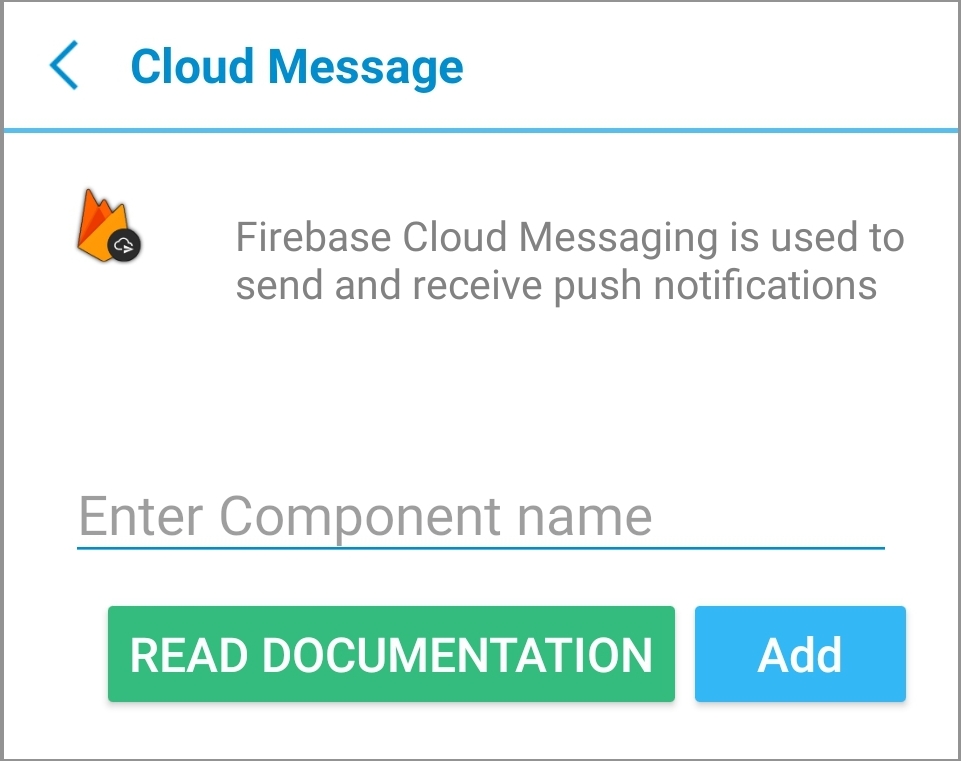 Cloud Message
Firebase Cloud Messaging is used to
send and receive push notifications
Enter Component name
READ DOCUMENTATION
Add